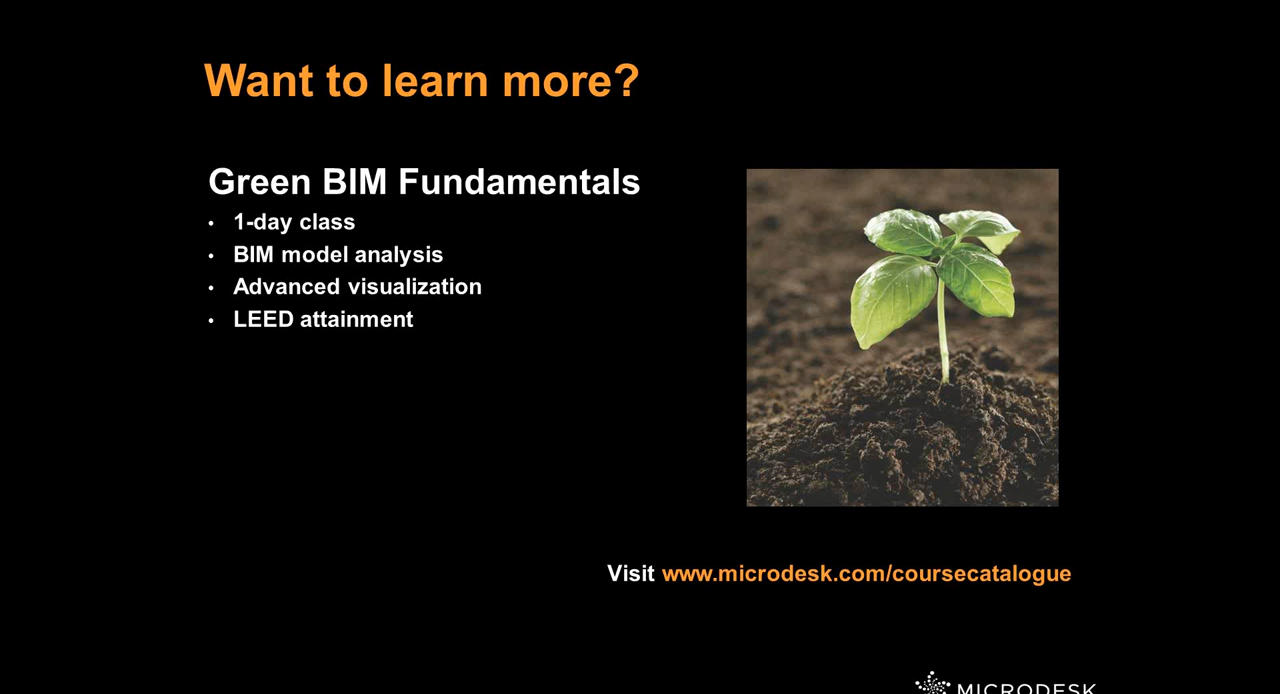 Want to learn more?
Green BIM Fundamentals
• 1-day class
• BIM model analysis
• Advanced visualization
• LEED attainment
Visit www.microdesk.com/coursecatalogue
MICRODESK